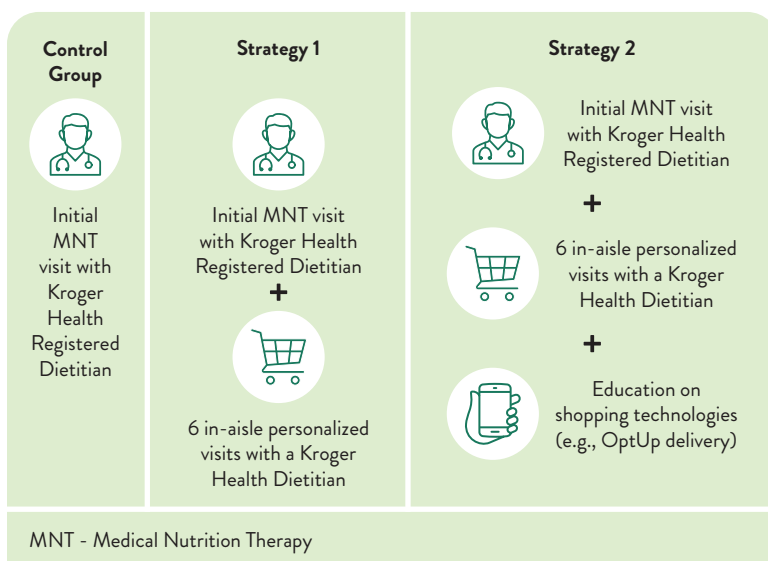 Control
Group
Initial
MNT
visit with
Kroger
Health
Registered
Dietitian
Strategy 1
Initial MNT visit
with Kroger Health
Registered Dietitian
+
6 in-aisle personalized
visits with a Kroger
Health Dietitian
Strategy 2
Initial MNT visit
with Kroger Health
Registered Dietitian
+
6 in-aisle personalized
visits with a Kroger
Health Dietitian
+
Education on
shopping technologies
(e.g., OptUp delivery)
MNT - Medical Nutrition Therapy